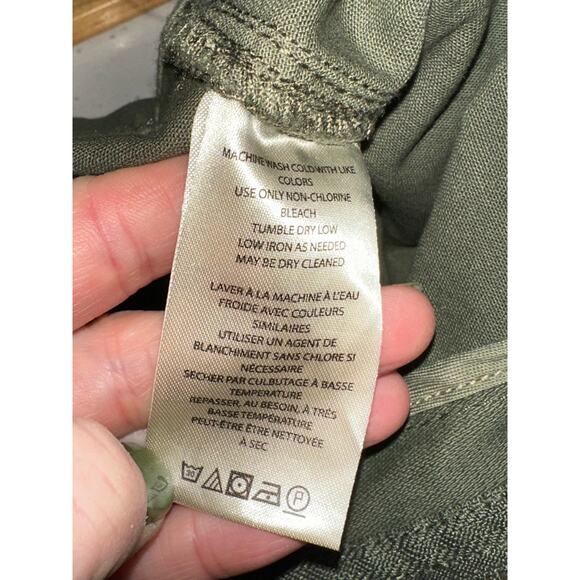 MACHINE WASH COLD WITH LIKE
COLORS
USE ONLY NON-CHLORINE
BLEACH
TUMBLE DRY LOW
LOW IRON AS NEEDED
MAY BE DRY CLEANED
LAVER À LA MACHINE À L'EAU
FROIDE AVEC COULEURS
SIMILAIRES
UTILISER UN AGENT DE
BLANCHIMENT SANS CHLORE SI
NÉCESSAIRE
SECHER PAR CULBUTAGE À BASSE
TEMPERATURE
REPASSER, AU BESOIN, À TRÈS
BASSE TEMPÉRATURE
PEUT-ÊTRE ÊTRE NETTOYÉE
À SEC
30 P